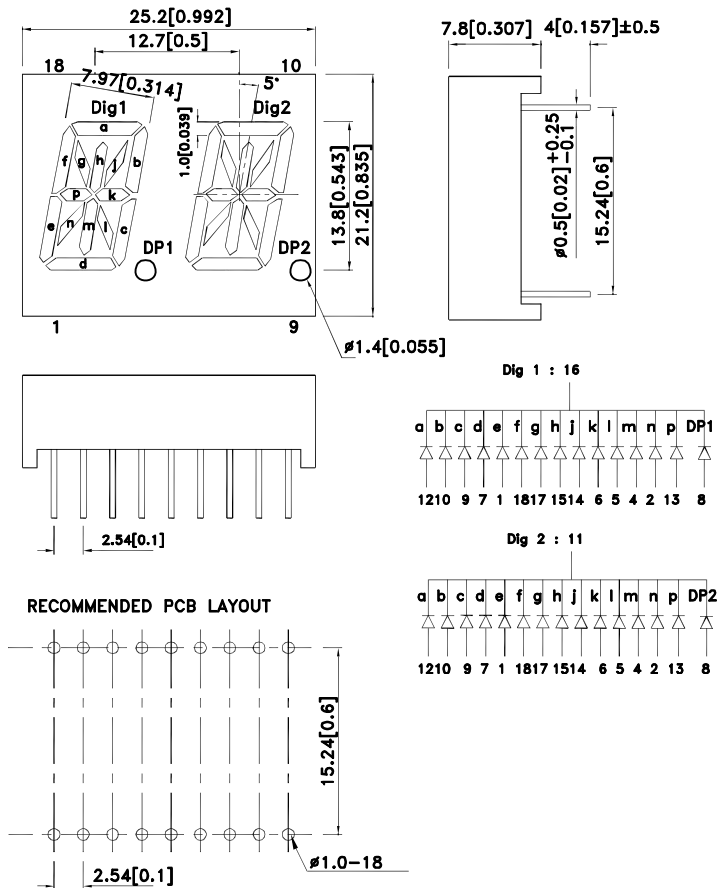 25.2[0.992]
12.7[0.5]
18
10
7.97[0.314]
5°
Dig1
Dig2
1.0[0.039]
a
f g h j b
p k
e n m l c
d
DP1
DP2
13.8[0.543]
21.2[0.835]
1
9
ø1.4[0.055]
7.8[0.307]
4[0.157]±0.5
ø0.5[0.02]+0.25 -0.1
15.24[0.6]
2.54[0.1]
Dig 1 : 16
a b c d e f g h j k l m n p DP1
12 10 9 7 1 18 17 15 14 6 5 4 2 13 8
Dig 2 : 11
a b c d e f g h j k l m n p DP2
12 10 9 7 1 18 17 15 14 6 5 4 2 13 8
RECOMMENDED PCB LAYOUT
15.24[0.6]
2.54[0.1]
ø1.0-18